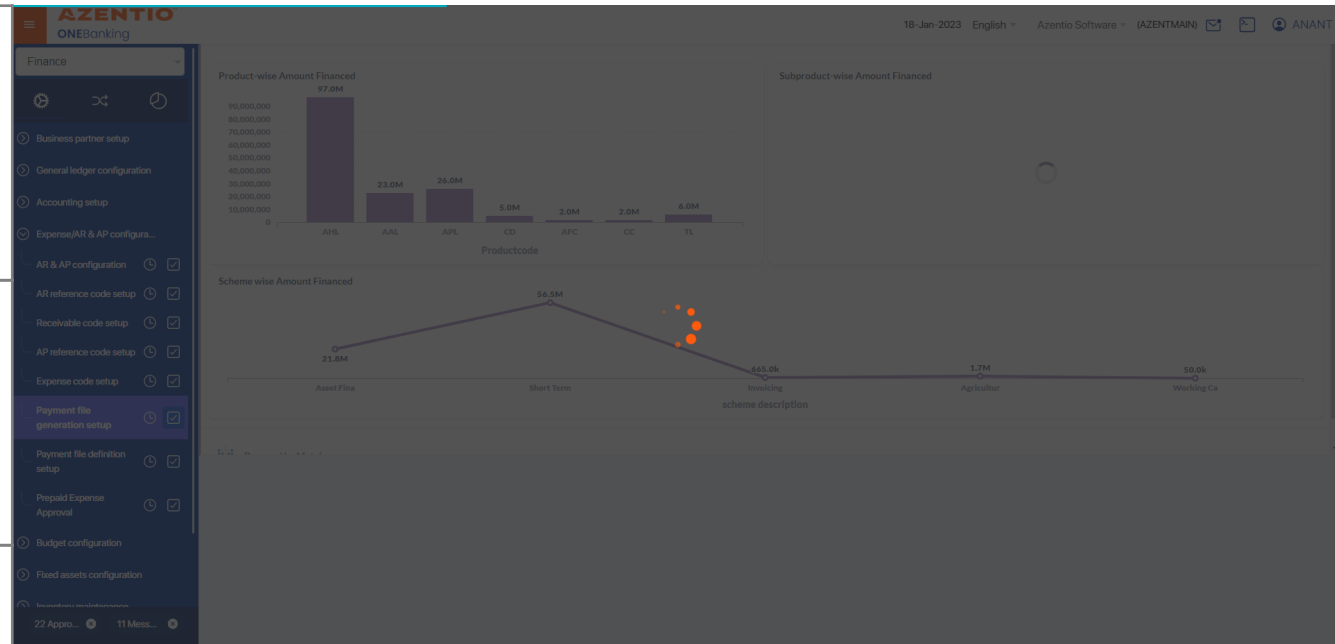 AZENTIO
ONEBanking
18-Jan-2023 English Azentio Software (AZENTMAIN) ANANT
Finance
Business partner setup
General ledger configuration
Accounting setup
Expense/AR & AP configura...
AR & AP configuration
AR reference code setup
Receivable code setup
AP reference code setup
Expense code setup
Payment file
generation setup
Payment file definition
setup
Prepaid Expense
Approval
Budget configuration
Fixed assets configuration
Inventory maintenance
22 Appro...
11 Mess...
Product-wise Amount Financed
97.0M
90,000,000
80,000,000
70,000,000
60,000,000
50,000,000
40,000,000
30,000,000
20,000,000
10,000,000
0
23.0M
26.0M
5.0M
2.0M
2.0M
6.0M
AHL AAL APL CD AFC CC TL
Productcode
Subproduct-wise Amount Financed
Scheme wise Amount Financed
21.8M
56.5M
665.0k
1.7M
50.0k
Asset Fina Short Term Invoicing Agricultur Working Ca
scheme description